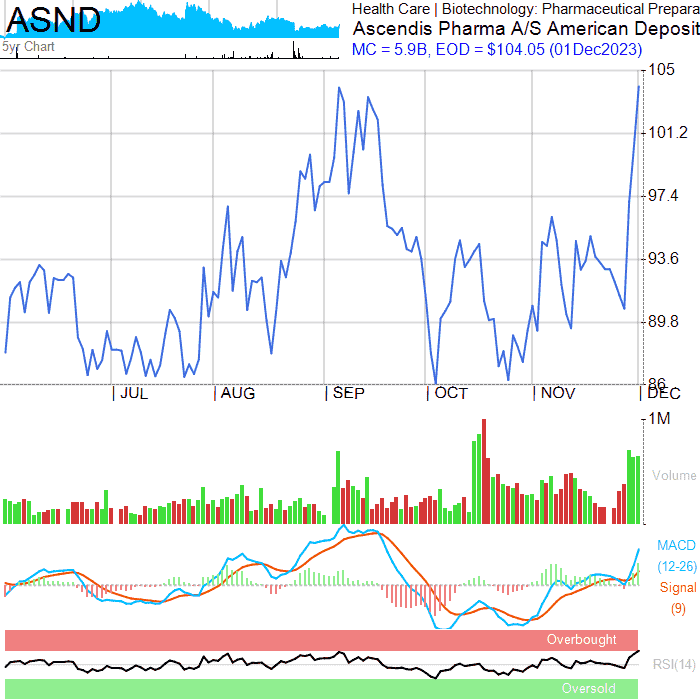 ASND
5yr Chart
Health Care | Biotechnology: Pharmaceutical Prepara
Ascendis Pharma A/S American Deposit
MC = 5.9B, EOD = $104.05 (01Dec2023)
105
101.2
97.4
93.6
89.8
86
JUL
AUG
SEP
OCT
NOV
DEC
1M
Volume
MACD
(12-26)
Signal
(9)
Overbought
RSI(14)
Oversold